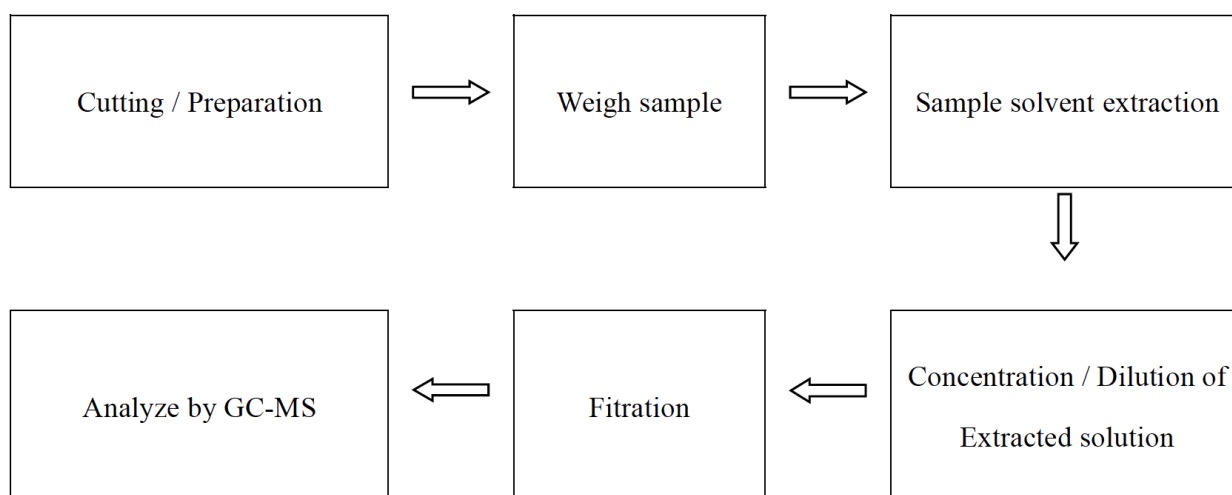 Cutting / Preparation
Weigh sample
Sample solvent extraction
Concentration / Dilution of
Extracted solution
Fitration
Analyze by GC-MS